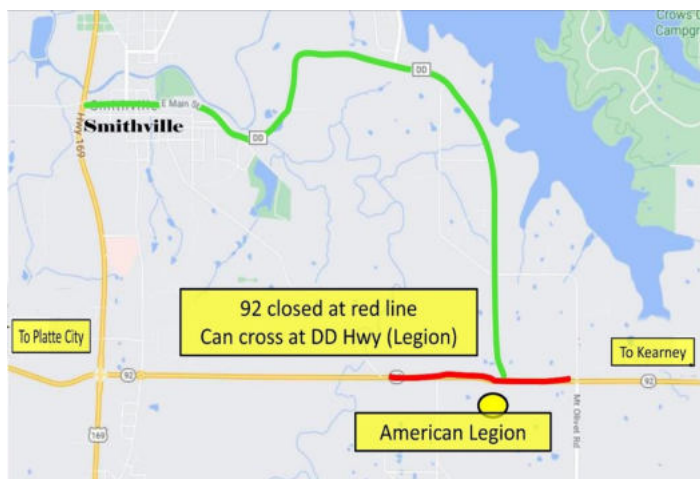 Crows C
Campgr
DD
Smithville
E Main St
Smithville
DD
Hwy 169
92 closed at red line
Can cross at DD Hwy (Legion)
To Platte City
To Kearney
92
92
169
American Legion
Mt Olivet Rd